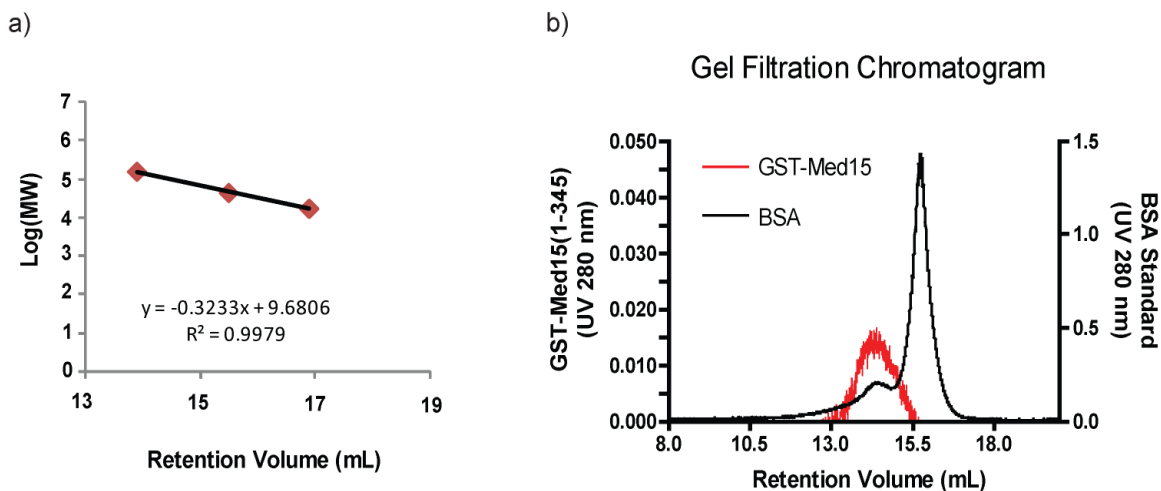 a)
7
6
5
4
3
2
1
0
Log(MW)
y = -0.3233x + 9.6806
R² = 0.9979
13
15
17
19
Retention Volume (mL)
b)
Gel Filtration Chromatogram
GST-Med15(1-345)
(UV 280 nm)
0.050
0.040
0.030
0.020
0.010
0.000
GST-Med15
BSA
1.5
1.0
0.5
0.0
BSA Standard
(UV 280 nm)
8.0
10.5
13.0
15.5
18.0
Retention Volume (mL)